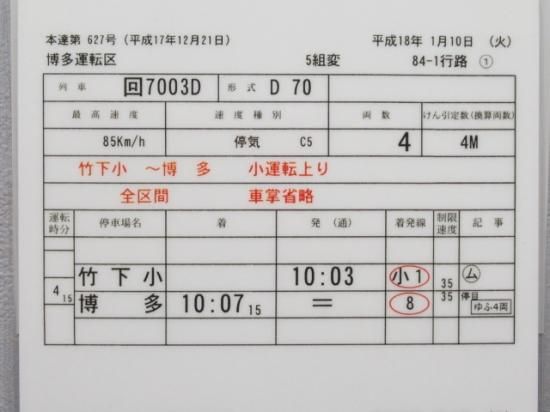 本達第 627号(平成17年12月21日) 平成18年 1月10日 (火)
博多運転区 5組変 84-1行路 ①
列車 回7003D 形式 D 70
最高速度 速度種別 両数 けん引定数(換算両数)
85Km/h 停気 C5 4 4M
竹下小 ~博 多 小運転上り
全区間 車掌省略
運転時分 停車場名 着 発(通) 着発線 制限速度 記事
竹下小 10:03 小1 35 ㋰
4 15 博 多 10:07 15 = 8 35 停目 ゆふ4両